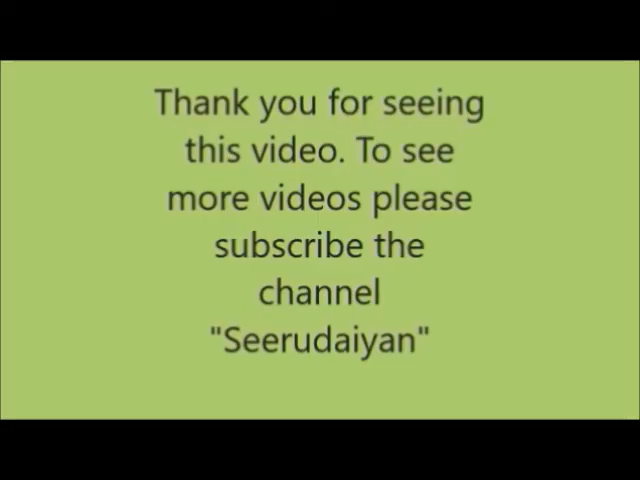 Thank you for seeing
this video. To see
more videos please
subscribe the
channel
"Seerudaiyan"